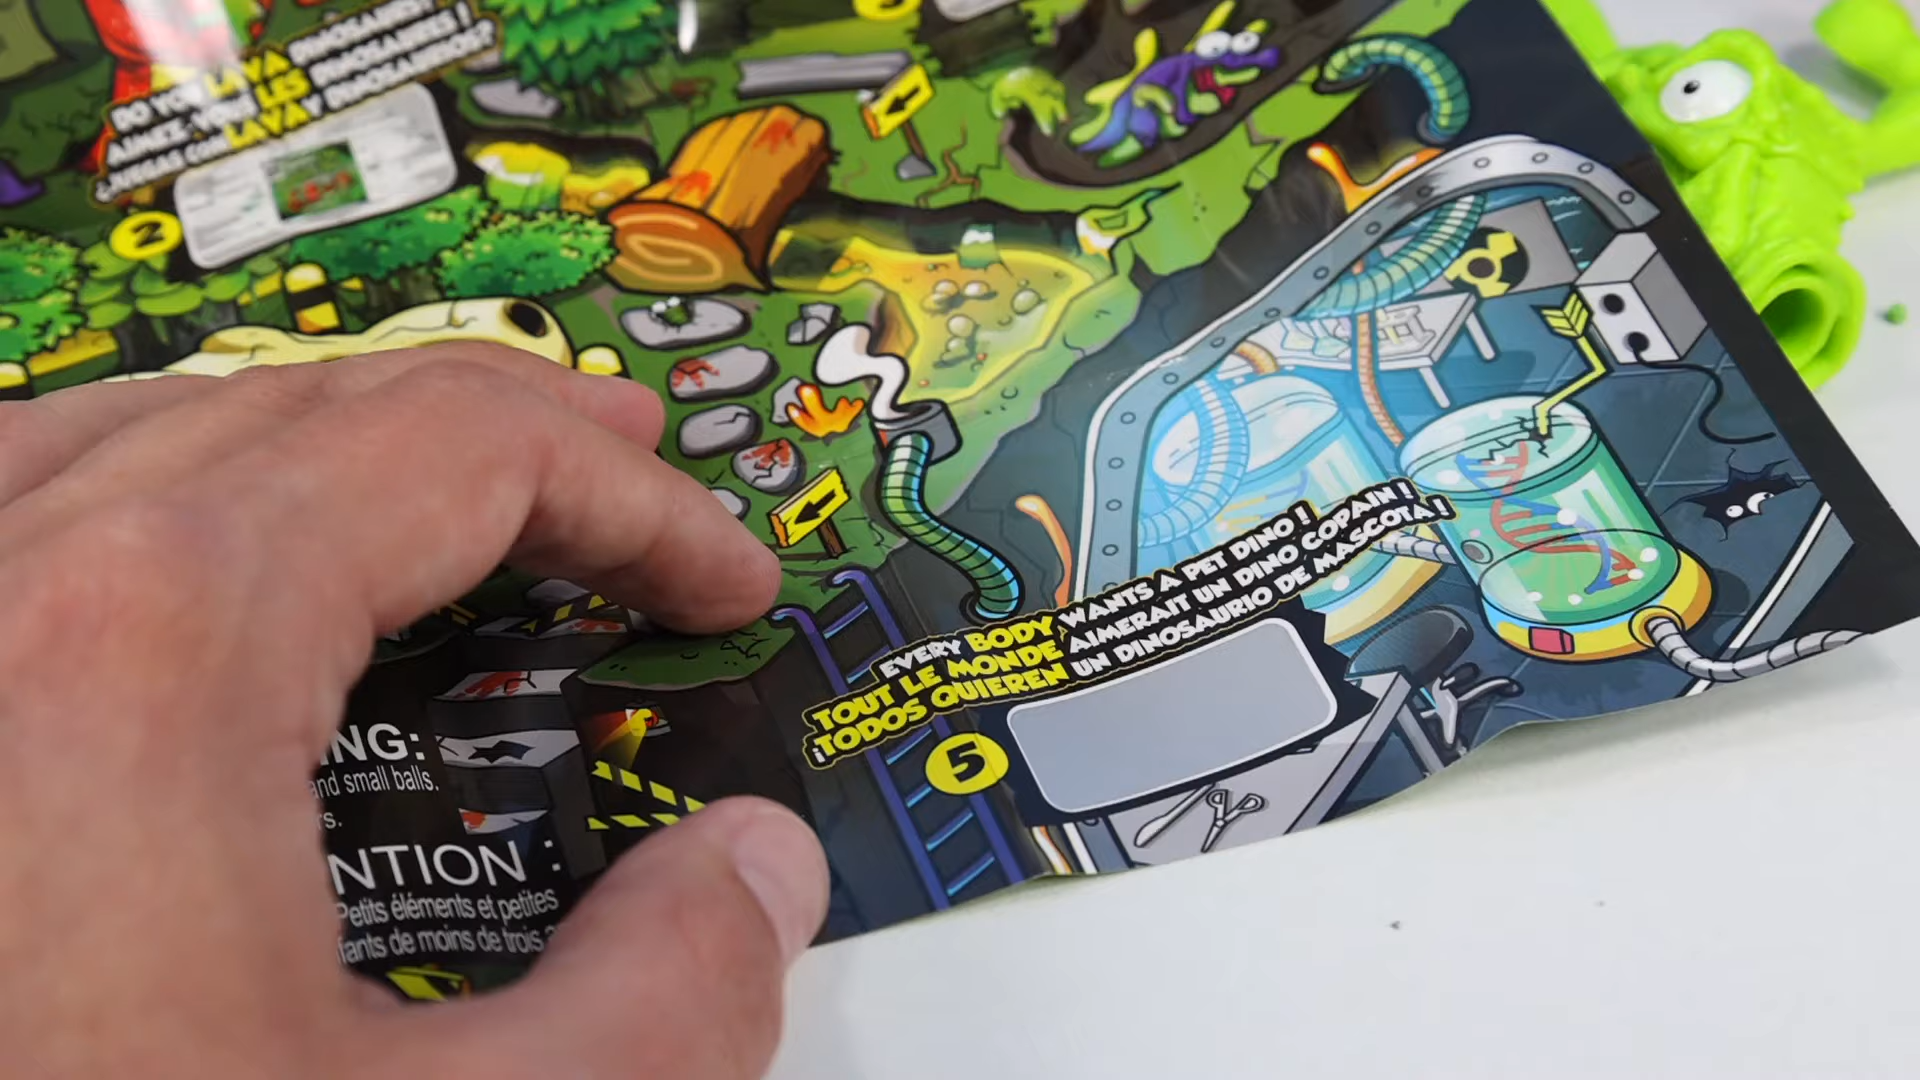 DO YOU LAVA DINOSAURS?
AIMEZ-VOUS LES DINOSAURES !
¿JUEGAS CON LAVA Y DINOSAURIOS?
2
EVERY BODY WANTS A PET DINO !
TOUT LE MONDE AIMERAIT UN DINO COPAIN !
¡TODOS QUIEREN UN DINOSAURIO DE MASCOTA !
5
NG:
and small balls.
rs.
NTION :
Petits éléments et petites
fants de moins de trois